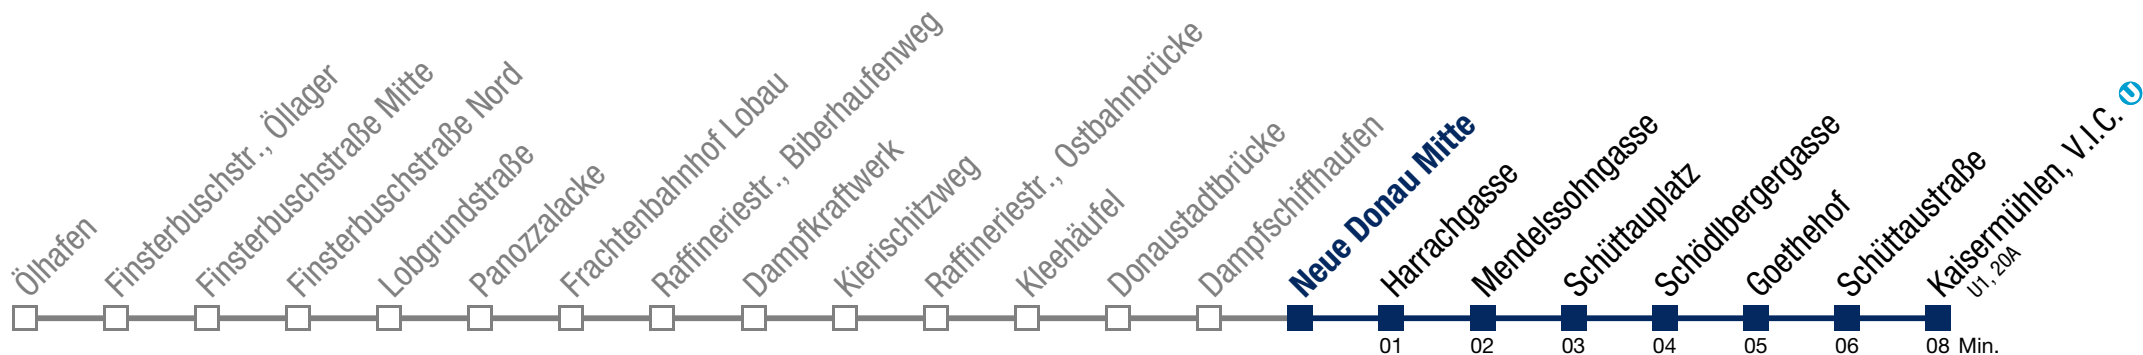 Ölhafen
Finsterbuschstr., Öllager
Finsterbuschstraße Mitte
Finsterbuschstraße Nord
Lobgrundstraße
Panozzalacke
Frachtenbahnhof Lobau
Raffineriestr., Biberhaufenweg
Dampfkraftwerk
Kierischitzweg
Raffineriestr., Ostbahnbrücke
Kleehäufel
Donaustadtbrücke
Dampfschiffhaufen
Neue Donau Mitte
Harrachgasse
Mendelssohngasse
Schüttauplatz
Schödlbergergasse
Goethehof
Schüttaustraße
Kaisermühlen, V.I.C.
U1, 20A
01 02 03 04 05 06 08 Min.